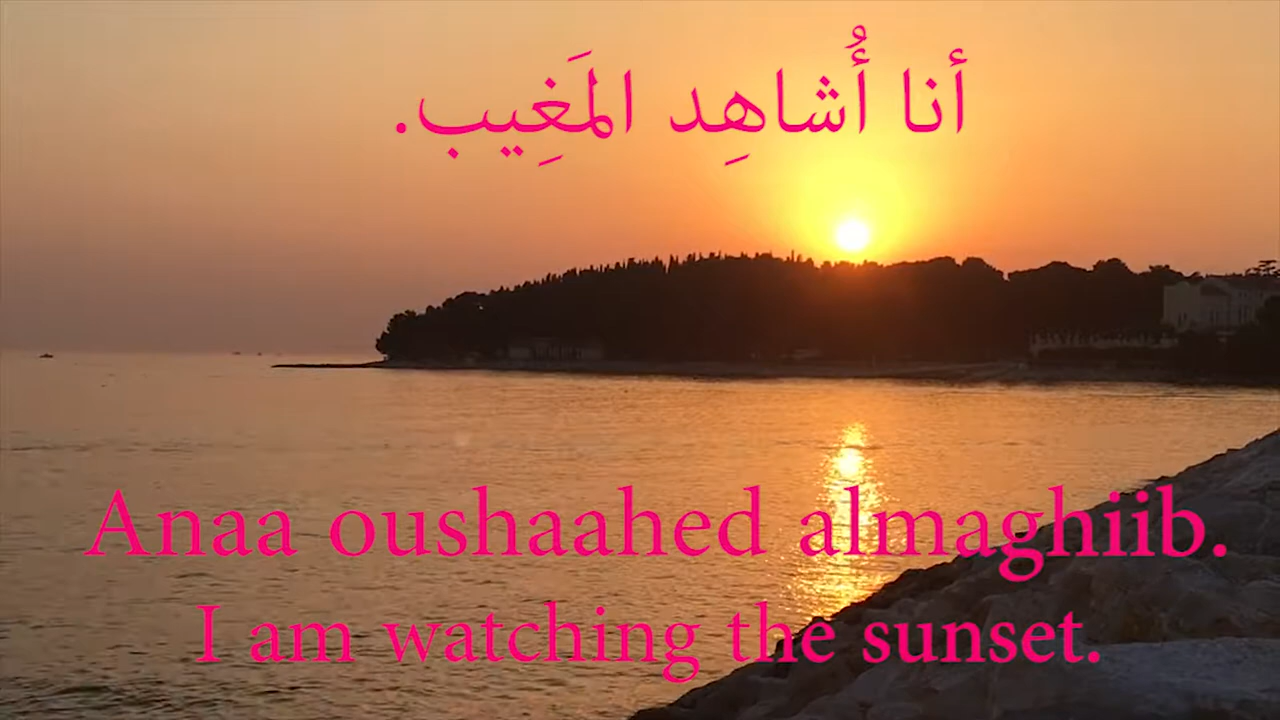 أنا أُشاهِد المَغِيب.
Anaa oushaahed almaghiib.
I am watching the sunset.